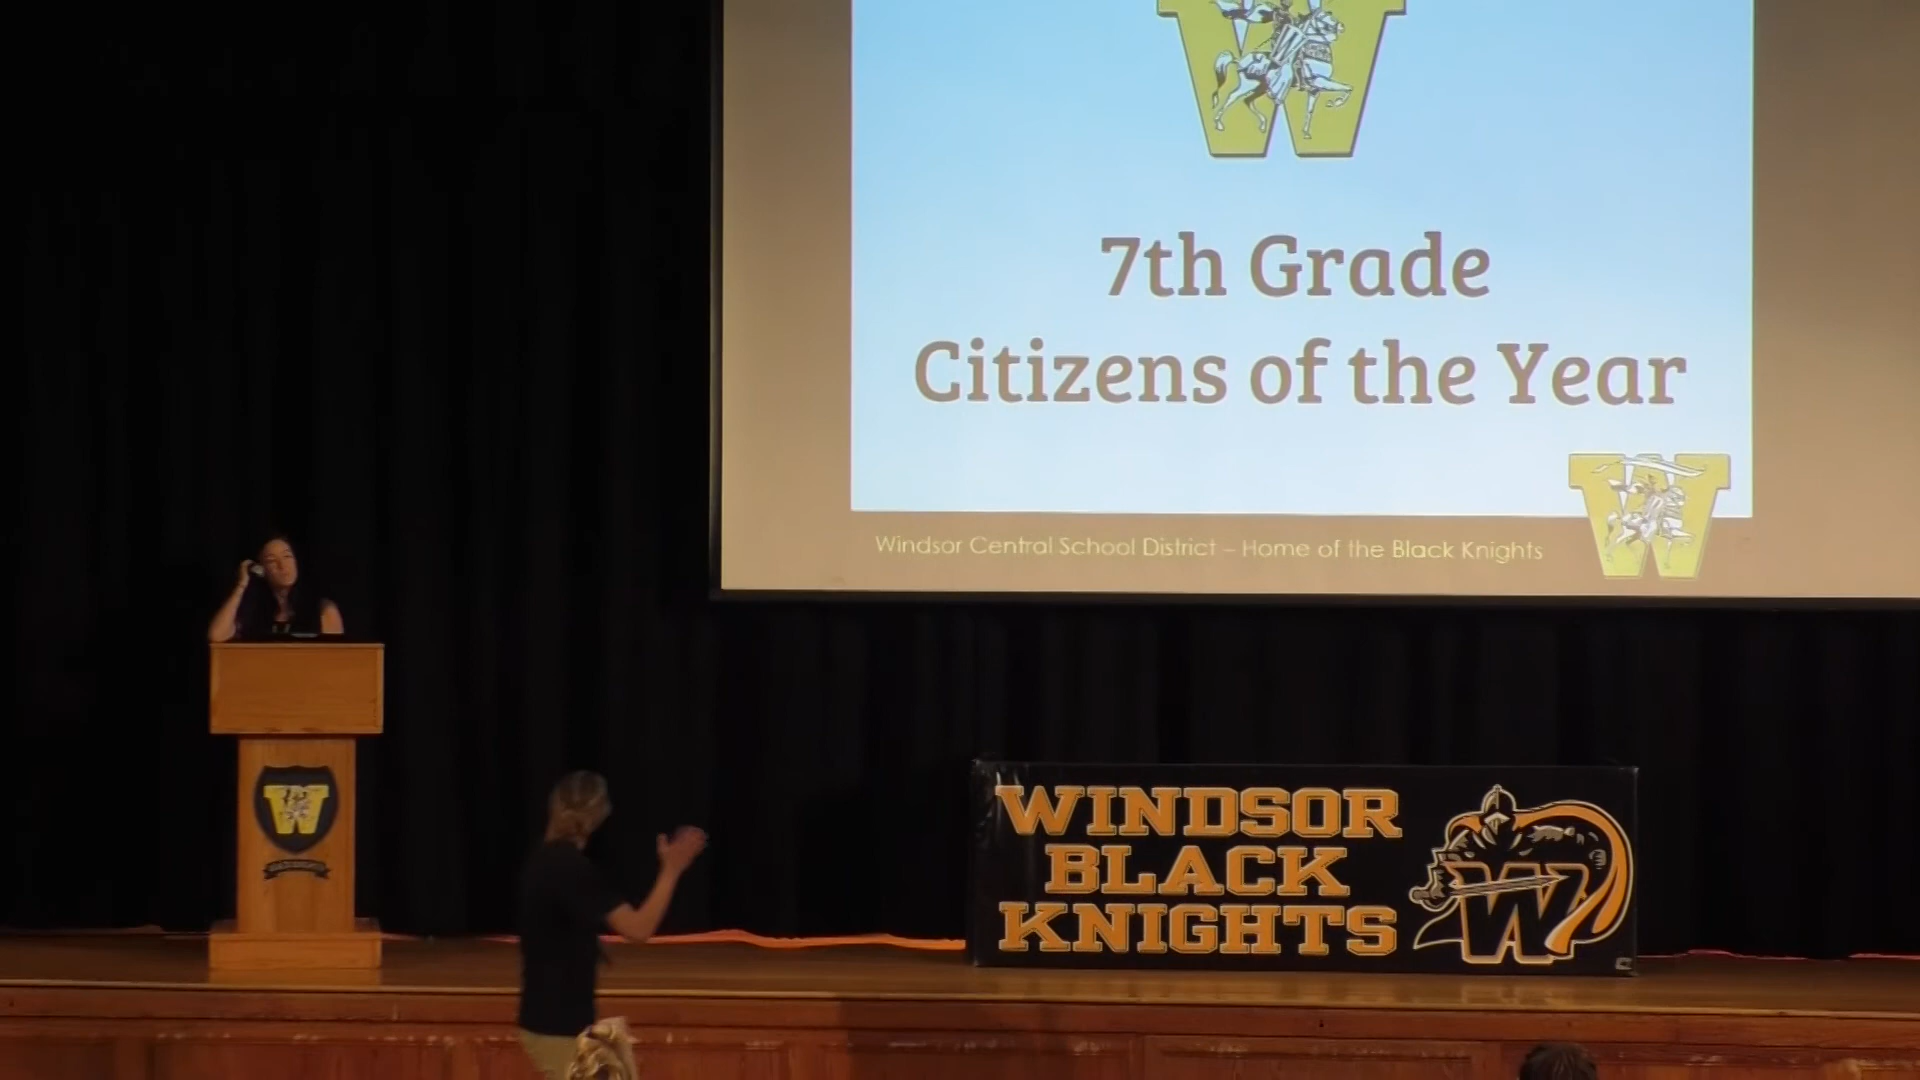 7th Grade
Citizens of the Year
Windsor Central School District – Home of the Black Knights
W
W
WINDSOR
BLACK
KNIGHTS
W
W